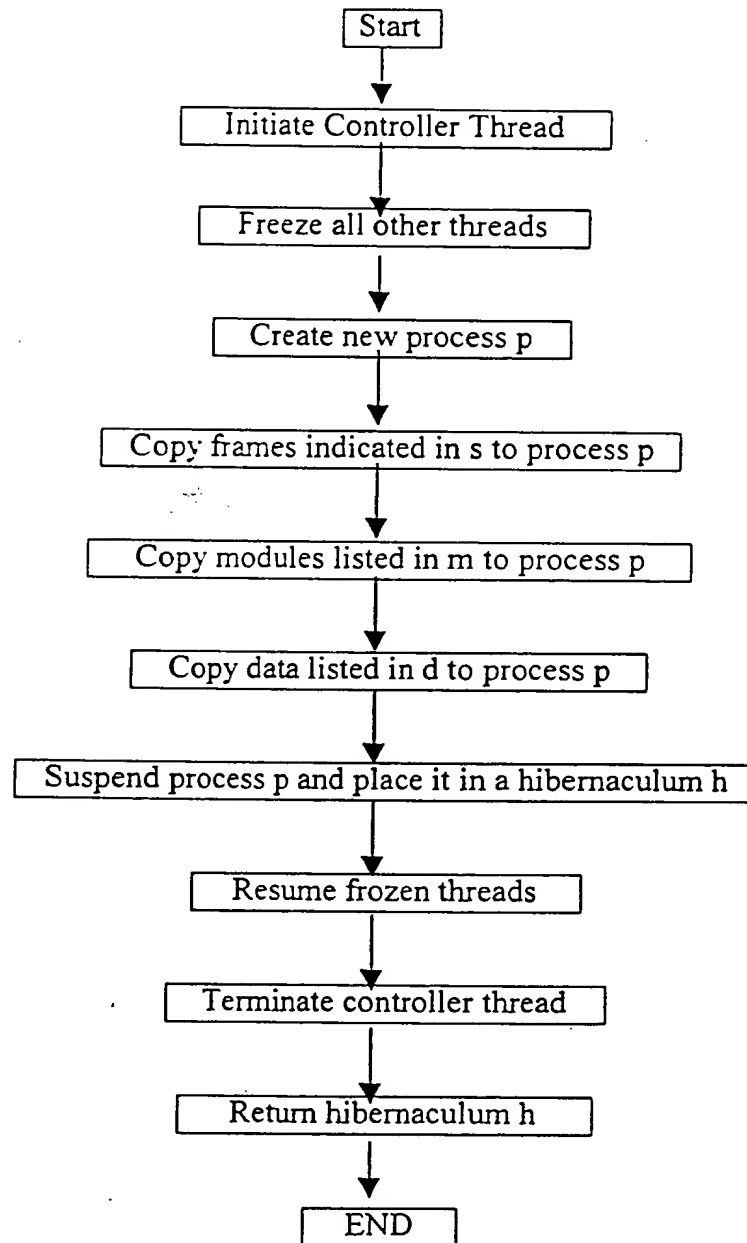 Start
Initiate Controller Thread
Freeze all other threads
Create new process p
Copy frames indicated in s to process p
Copy modules listed in m to process p
Copy data listed in d to process p
Suspend process p and place it in a hibernaculum h
Resume frozen threads
Terminate controller thread
Return hibernaculum h
END